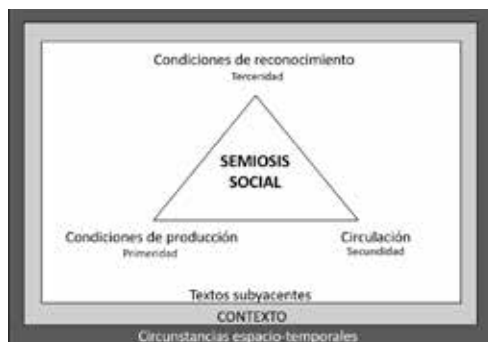 Condiciones de reconocimiento
Terceridad
SEMIOSIS
SOCIAL
Condiciones de producción
Primeridad
Circulación
Secundidad
Textos subyacentes
CONTEXTO
Circunstancias espacio-temporales